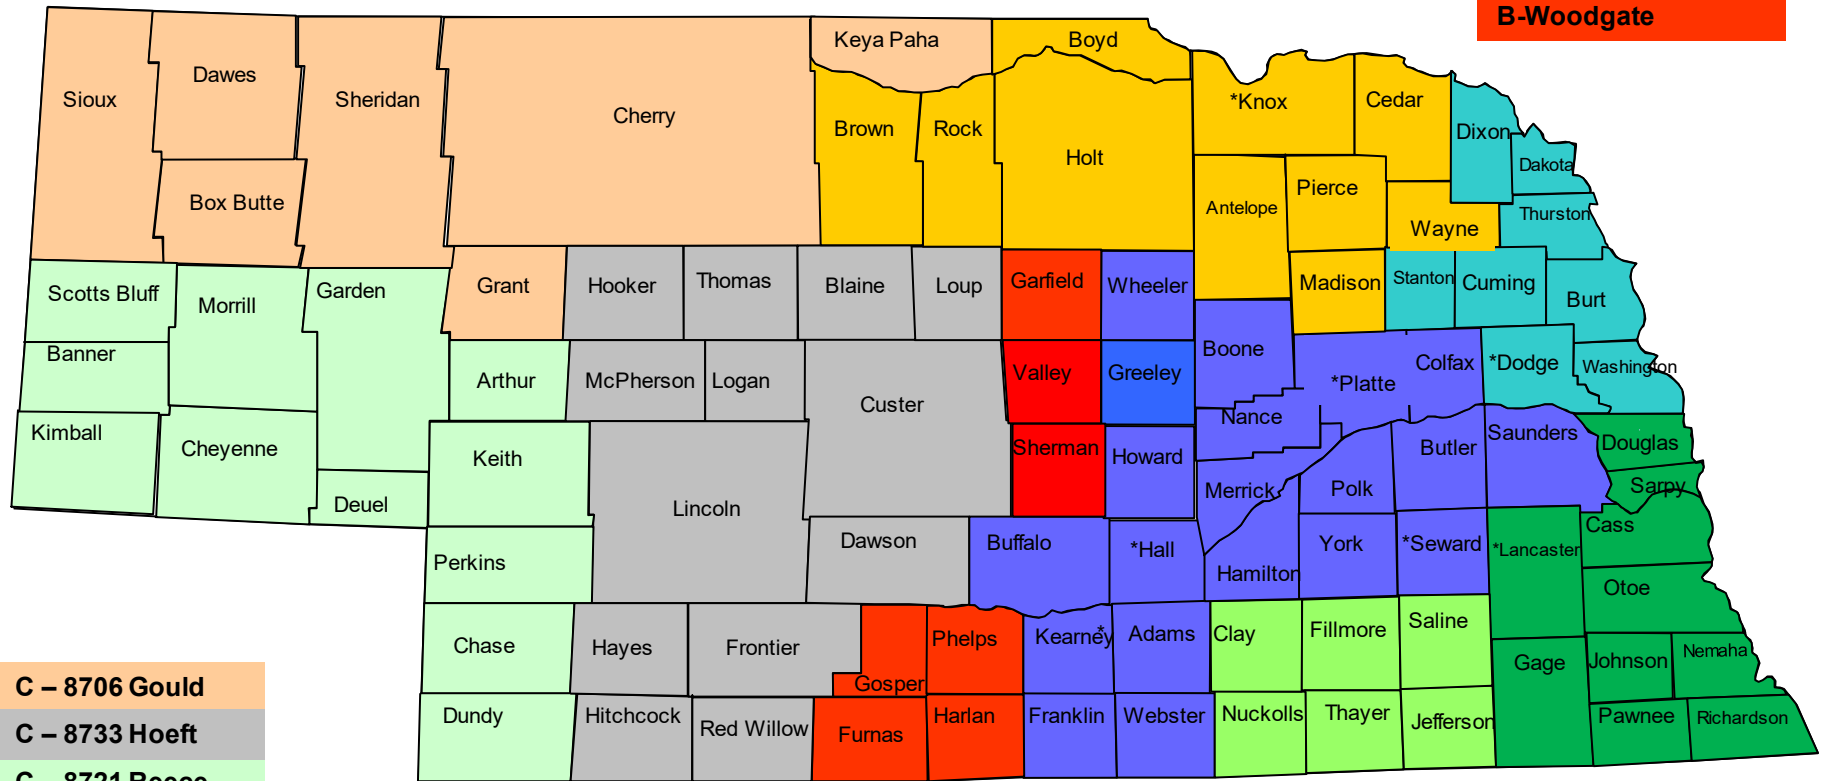 B-Woodgate
Keya Paha
Boyd
Dawes
Sioux
Sheridan
Cherry
*Knox
Cedar
Brown
Rock
Dixon
Holt
Dakota
Box Butte
Pierce
Antelope
Thurston
Wayne
Scotts Bluff
Morrill
Garden
Grant
Hooker
Thomas
Blaine
Loup
Garfield
Wheeler
Madison
Stanton
Cuming
Burt
Banner
Boone
Arthur
McPherson
Logan
Valley
Greeley
*Platte
Colfax
*Dodge
Washington
Custer
Nance
Kimball
Cheyenne
Keith
Sherman
Howard
Butler
Saunders
Douglas
Deuel
Lincoln
Merrick
Polk
Sarpy
Cass
Perkins
Dawson
Buffalo
*Hall
Hamilton
York
*Seward
*Lancaster
Otoe
Chase
Hayes
Frontier
Gosper
Phelps
Kearney
*
Adams
Clay
Fillmore
Saline
Gage
Johnson
Nemaha
Dundy
Hitchcock
Red Willow
Furnas
Harlan
Franklin
Webster
Nuckolls
Thayer
Jefferson
Pawnee
Richardson
C – 8706 Gould
C – 8733 Hoeft
C – 8721 Reece